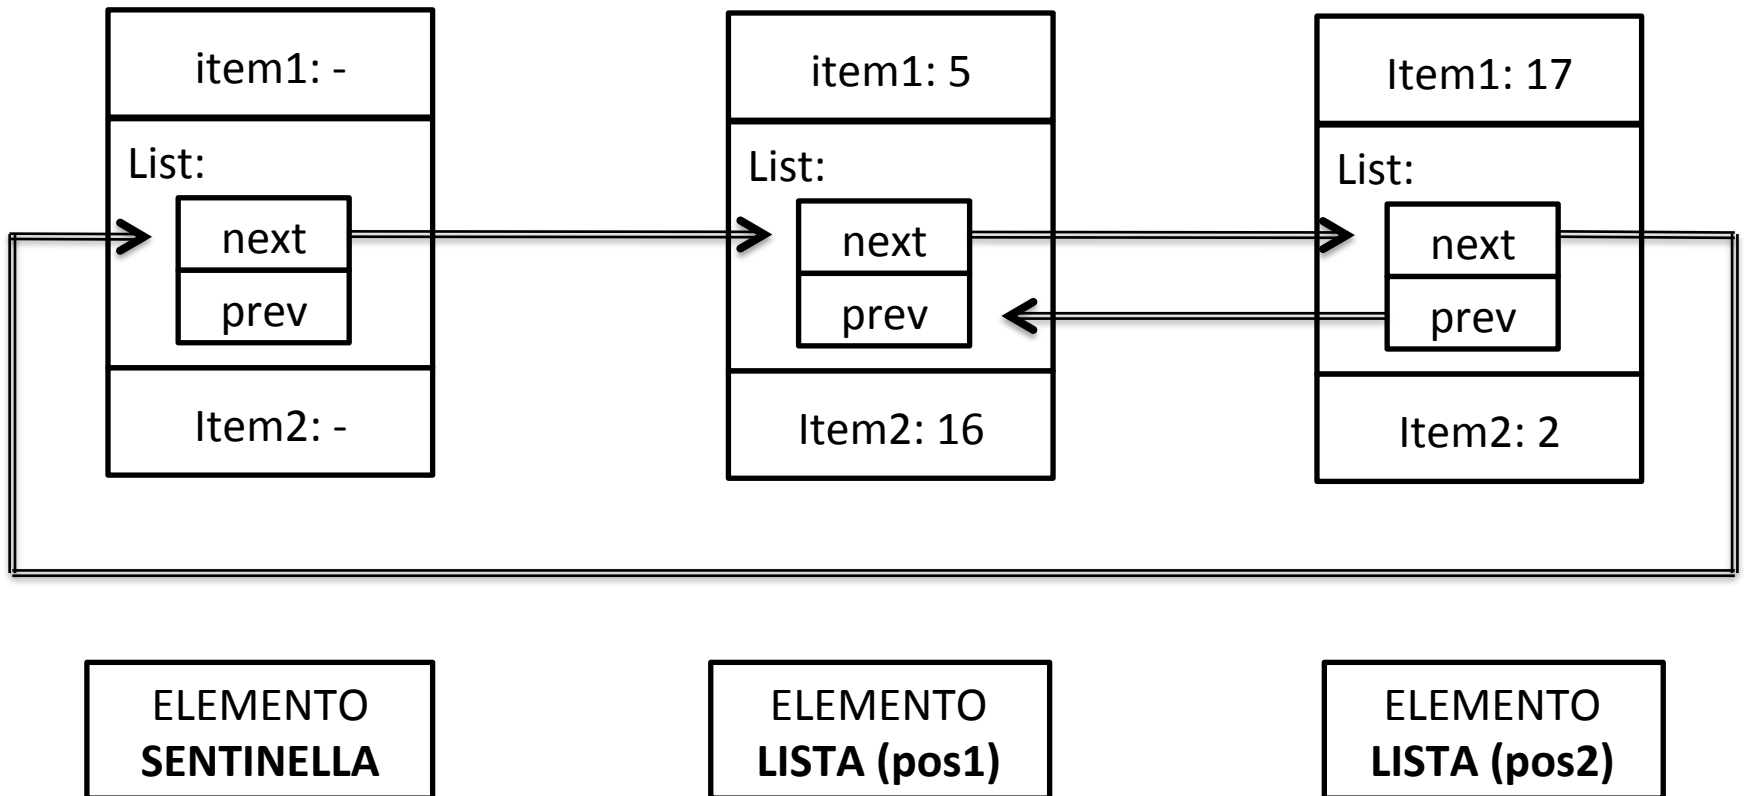 item1: -
List:
next
prev
Item2: -
item1: 5
List:
next
prev
Item2: 16
Item1: 17
List:
next
prev
Item2: 2
ELEMENTO
SENTINELLA
ELEMENTO
LISTA (pos1)
ELEMENTO
LISTA (pos2)